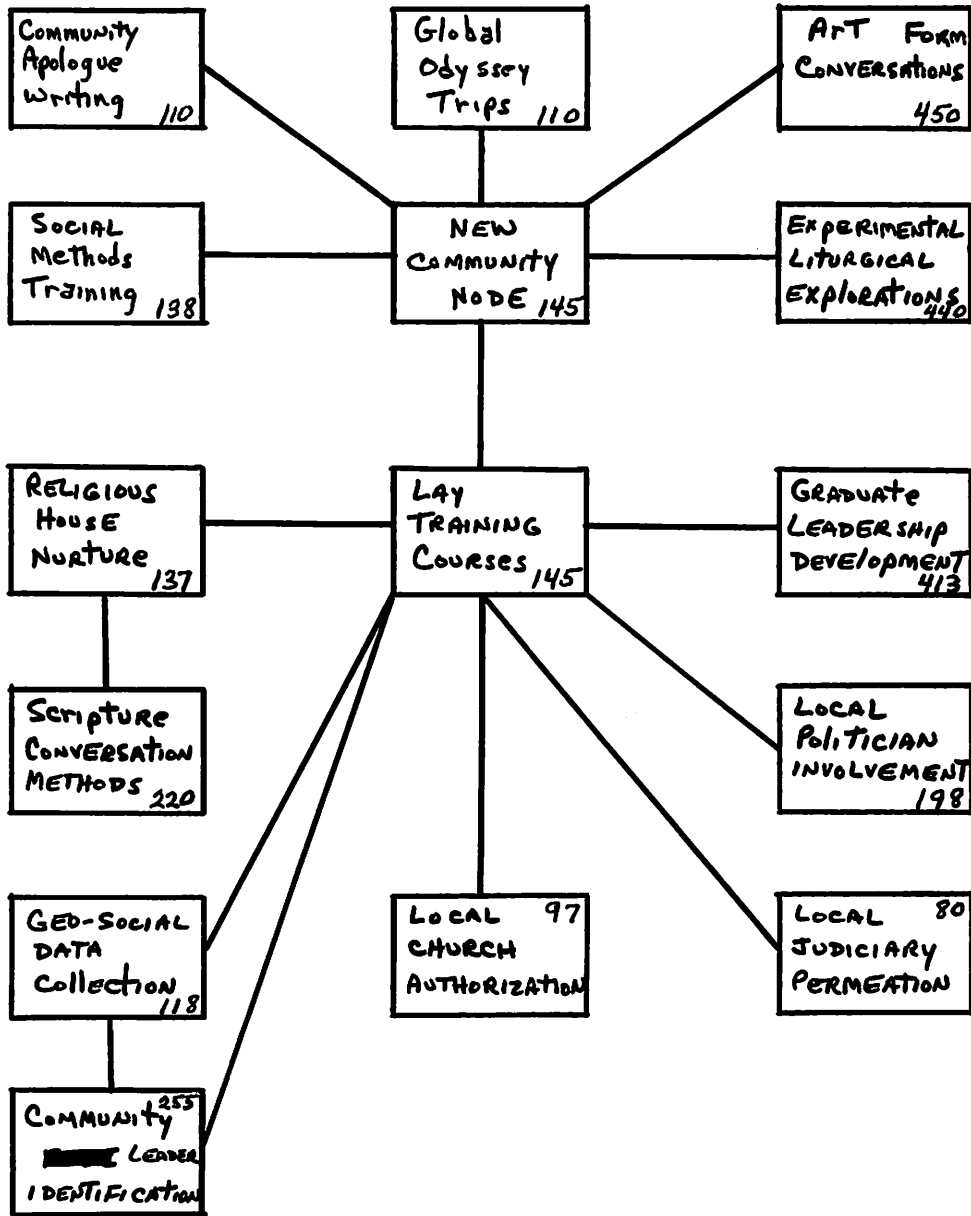 Community
Apologue
Writing
110
Global
Odyssey
Trips
110
ArT FORM
CONVERSATIONS
450
SOCIAL
Methods
Training
138
NEW
COMMUNITY
NODE 145
EXPERIMENTAL
LITURGICAL
EXPLORATIONS
440
RELIGIOUS
HOUSE
NURTURE
137
LAY
TRAINING
COURSES 145
GRADUATE
LEADERSHIP
DEVELOPMENT
413
Scripture
CONVERSATION
METHODS 220
LOCAL
POLITICIAN
INVOLVEMENT
198
GEO-SOCIAL
DATA
Collection
118
LOCAL 97
CHURCH
AUTHORIZATION
LOCAL 80
JUDICIARY
PERMEATION
COMMUNITY 255
LEADER
IDENTIFICATION